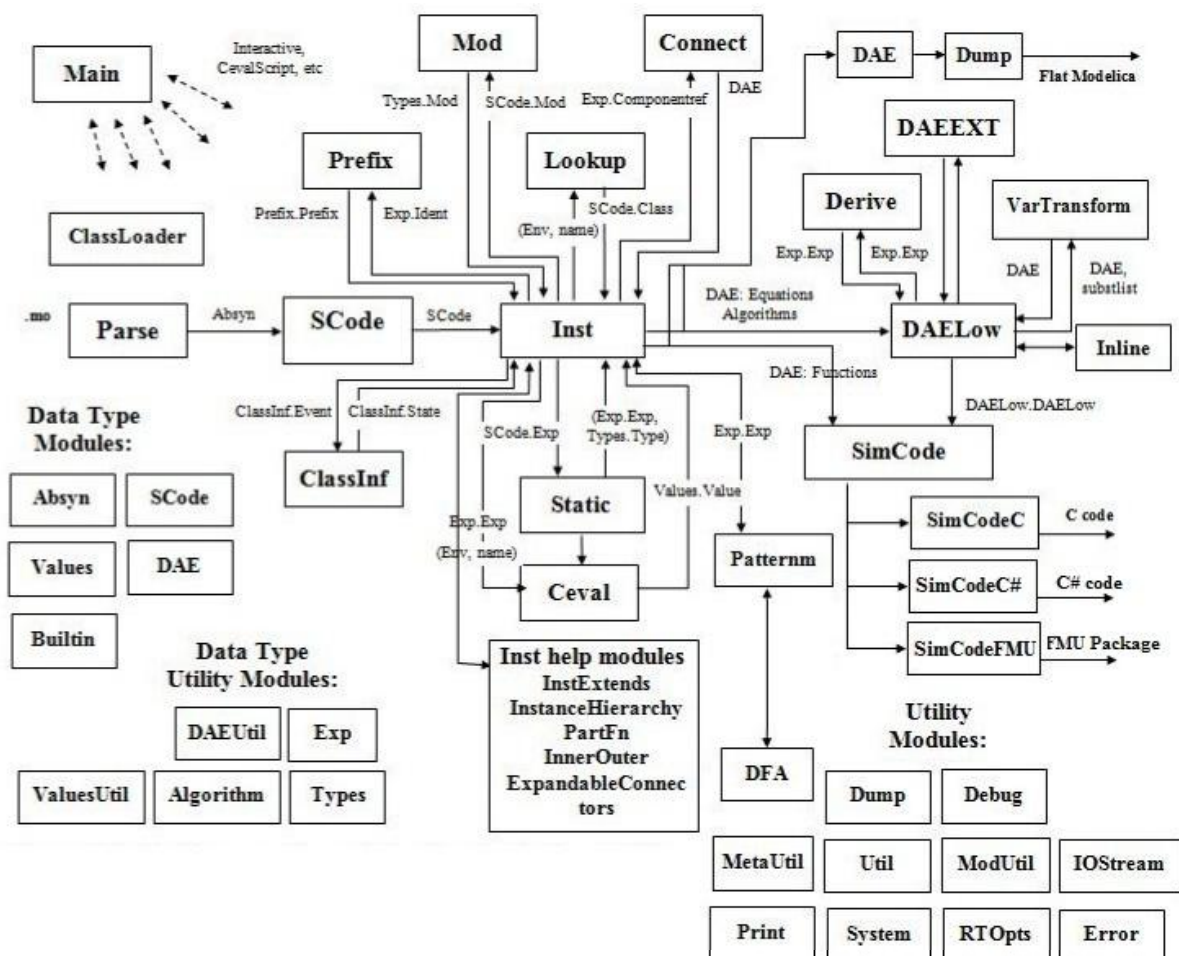 Main
Interactive,
CevalScript, etc
Mod
Connect
DAE
Dump
Flat Modelica
Types.Mod
SCode.Mod
Exp.Componentref
DAE
DAEEXT
Prefix
Lookup
Derive
VarTransform
Prefix.Prefix
Exp.Ident
(Env, name)
SCode.Class
Exp.Exp
Exp.Exp
DAE
DAE,
substlist
ClassLoader
.mo
Parse
Absyn
SCode
SCode
Inst
DAE: Equations
Algorithms
DAELow
Inline
DAE: Functions
DAELow.DAELow
ClassInf.Event
ClassInf.State
SCode.Exp
(Exp.Exp,
Types.Type)
Exp.Exp
Values.Value
ClassInf
Static
Exp.Exp
(Env, name)
Ceval
Patternm
SimCode
SimCodeC
C code
SimCodeC#
C# code
SimCodeFMU
FMU Package
Data Type
Modules:
Absyn
SCode
Values
DAE
Builtin
Data Type
Utility Modules:
DAEUtil
Exp
ValuesUtil
Algorithm
Types
Inst help modules
InstExtends
InstanceHierarchy
PartFn
InnerOuter
ExpandableConnec
tors
DFA
Utility
Modules:
Dump
Debug
MetaUtil
Util
ModUtil
IOStream
Print
System
RTOpts
Error